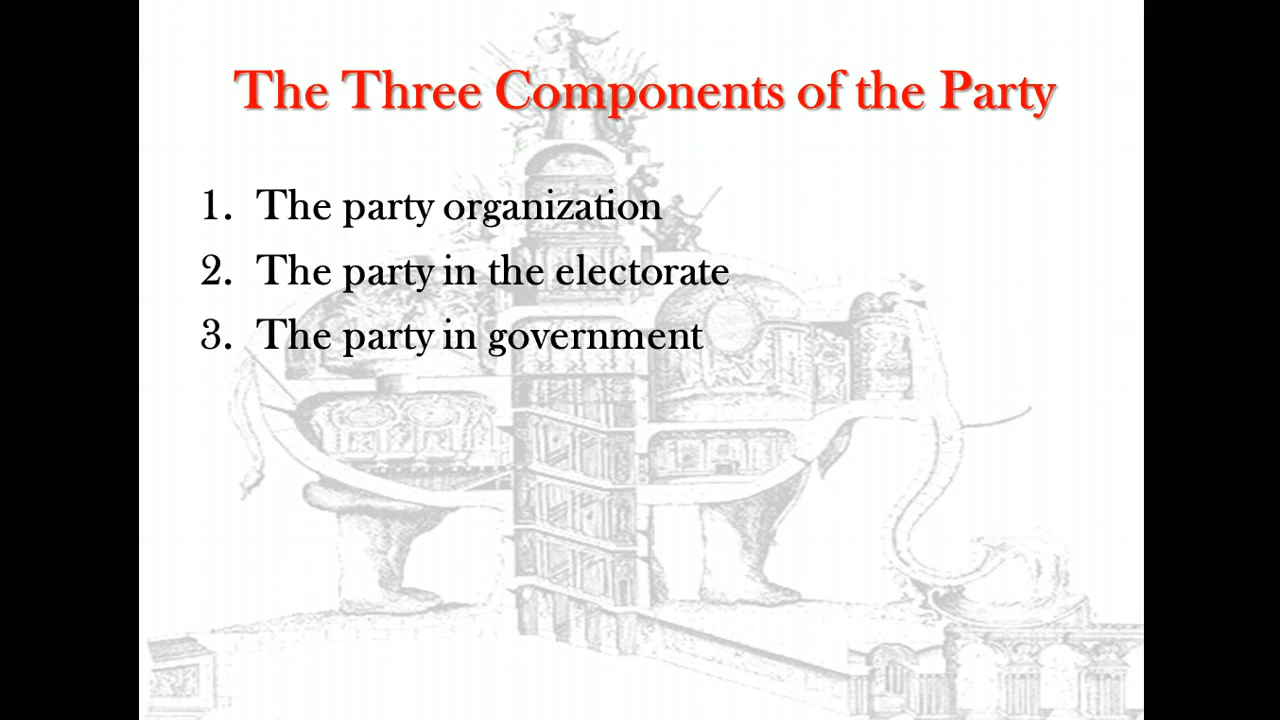 The Three Components of the Party
1. The party organization
2. The party in the electorate
3. The party in government